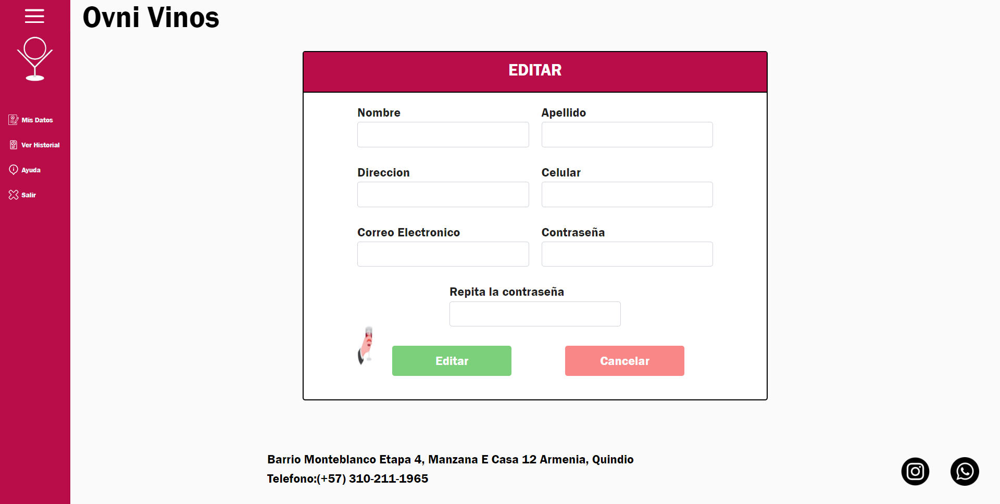 Ovni Vinos
EDITAR
Mis Datos
Ver Historial
Ayuda
Salir
Nombre
Apellido
Direccion
Celular
Correo Electronico
Contraseña
Repita la contraseña
Editar
Cancelar
Barrio Monteblanco Etapa 4, Manzana E Casa 12 Armenia, Quindio
Telefono:(+57) 310-211-1965